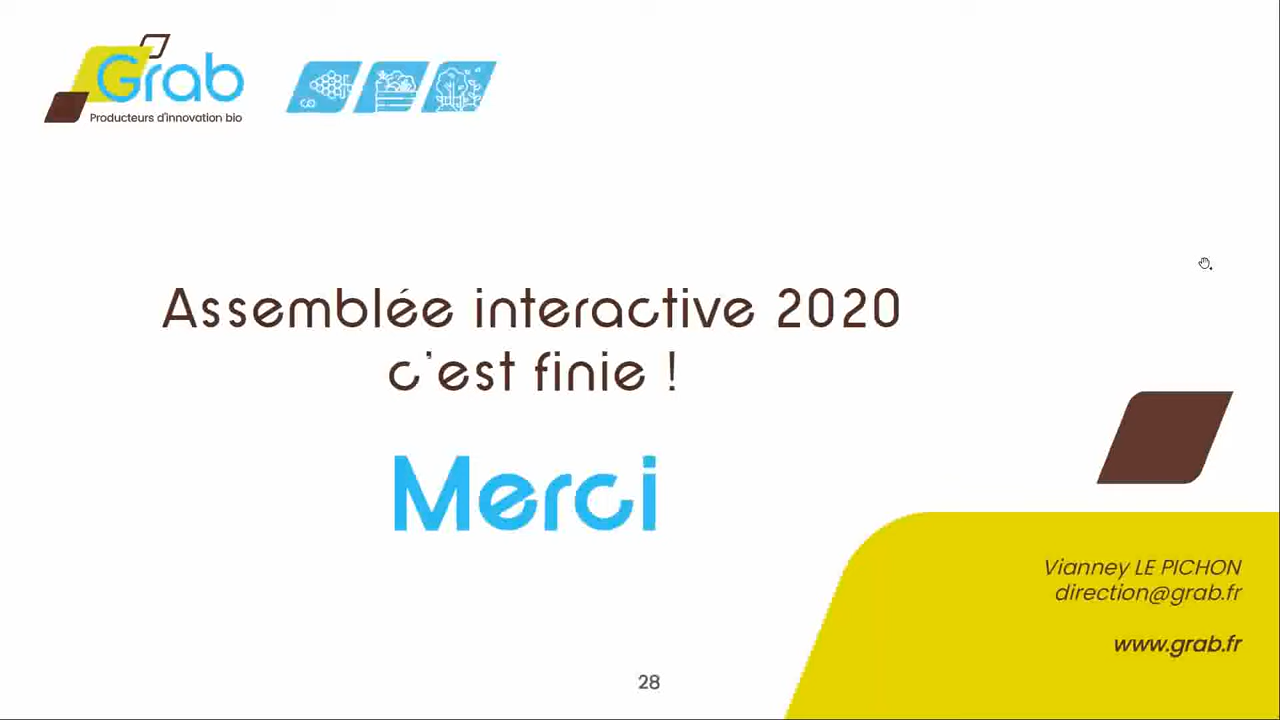 Grab
Producteurs d'innovation bio
Assemblée interactive 2020
c'est finie !
Merci
Vianney LE PICHON
direction@grab.fr
www.grab.fr
28